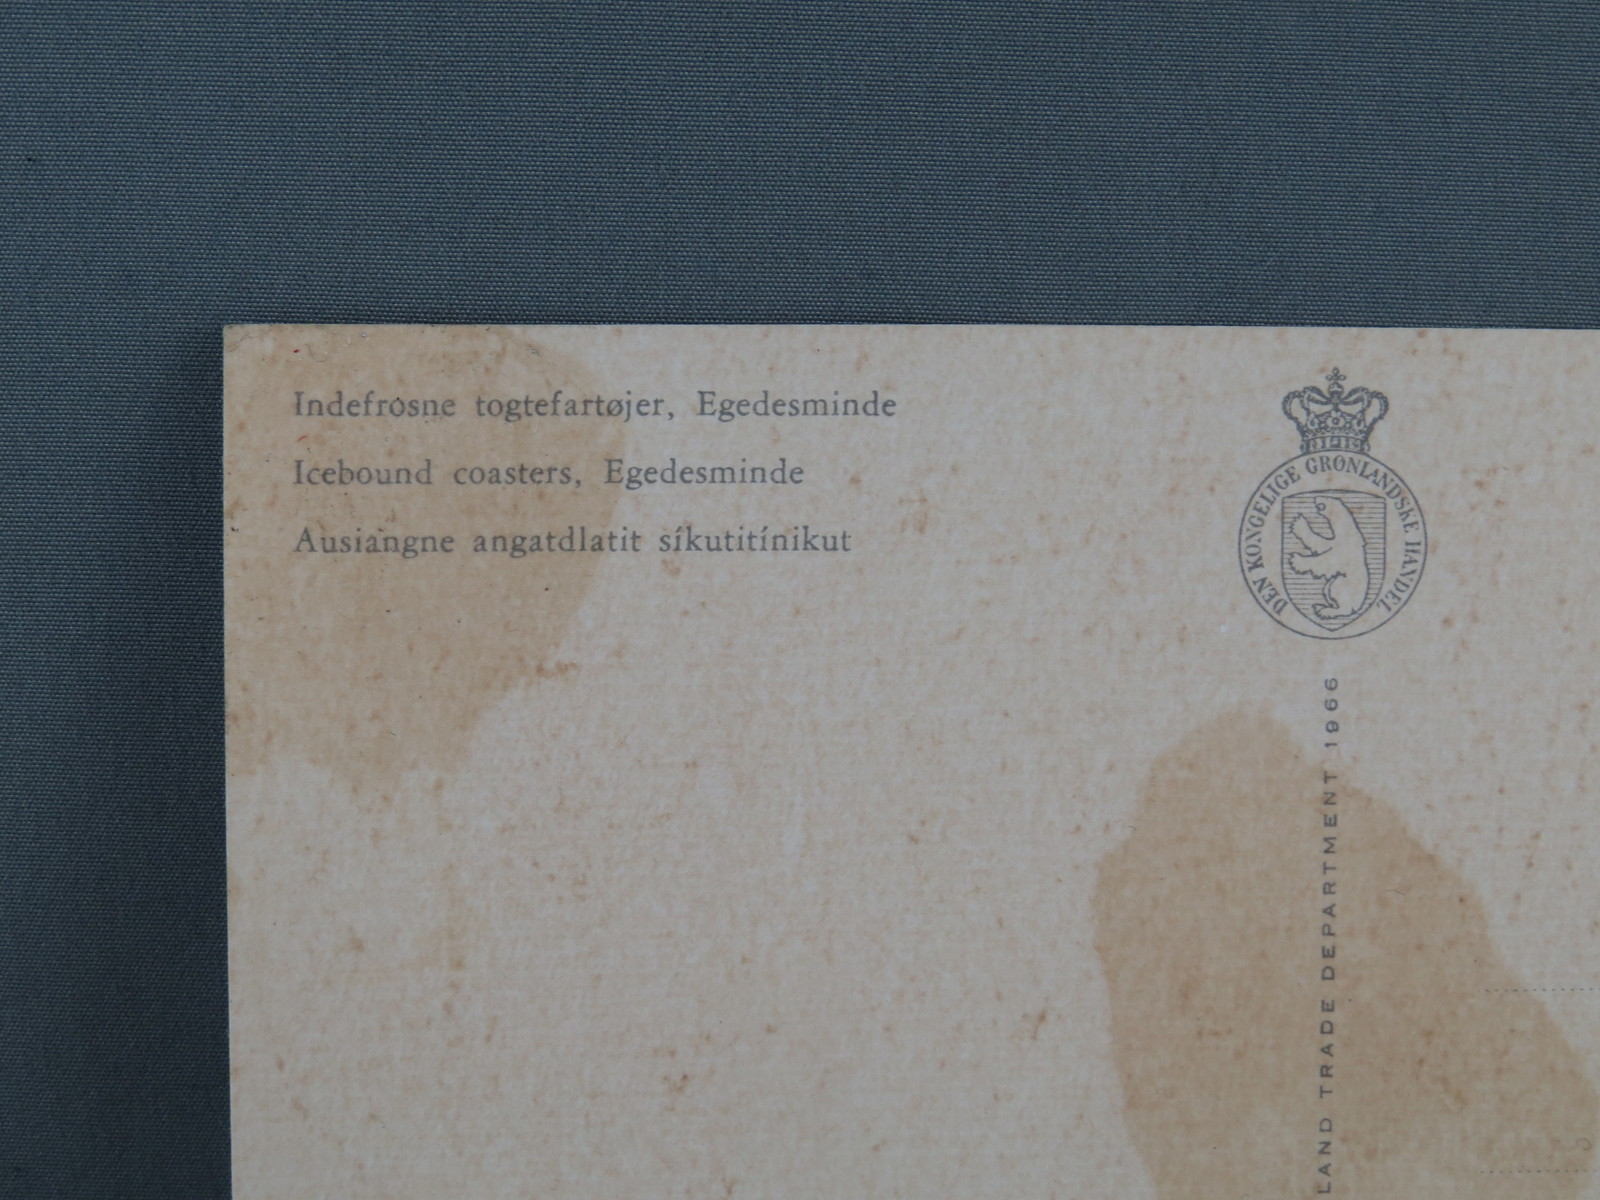 Indefrosne togtefartøjer, Egedesminde
Icebound coasters, Egedesminde
Ausiangne angatdlatit síkutitínikut
DEN KONGELIGE GRØNLANDSKE HANDEL
LAND TRADE DEPARTMENT 1966